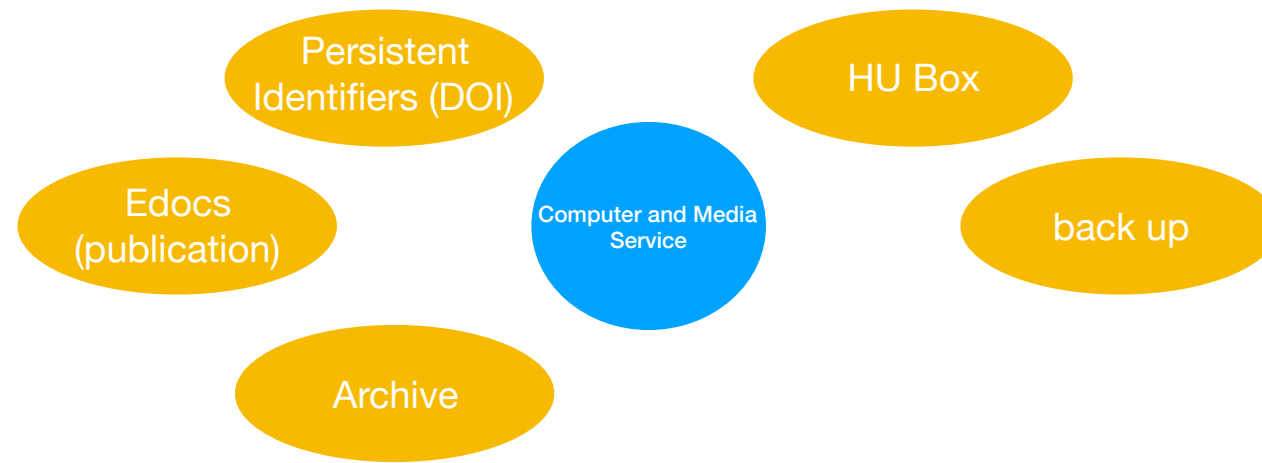 Persistent
Identifiers (DOI)
HU Box
Edocs
(publication)
Computer and Media
Service
back up
Archive